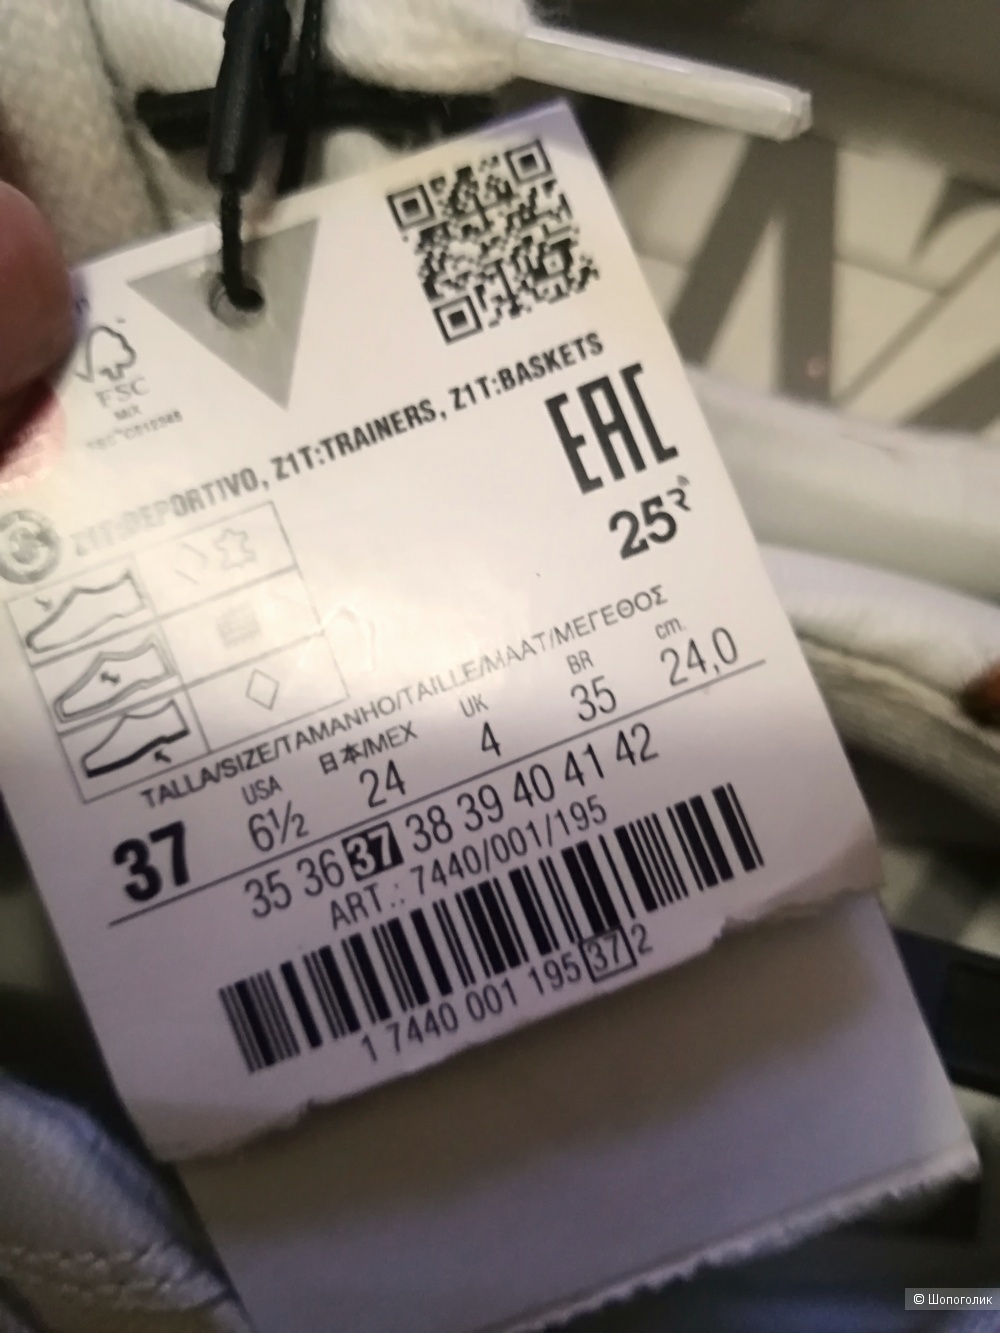 FSC
MIX
Z1T:DEPORTIVO, Z1T:TRAINERS, Z1T:BASKETS
EAC
25
TALLA/SIZE/TAMANHO/TAILLE/MAAT/ΜΕΓΕΘΟΣ
USA 日本/MEX UK BR cm.
37 6½ 24 4 35 24,0
35 36 37 38 39 40 41 42
ART.: 7440/001/195
1 7440 001 195 37 2
© Шопоголик